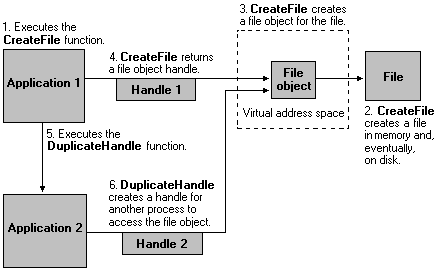 1. Executes the
CreateFile function.
3. CreateFile creates
a file object for the file.
4. CreateFile returns
a file object handle.
Application 1
Handle 1
File
object
File
Virtual address space
2. CreateFile
creates a file
in memory and,
eventually,
on disk.
5. Executes the
DuplicateHandle function.
6. DuplicateHandle
creates a handle for
another process to
access the file object.
Application 2
Handle 2